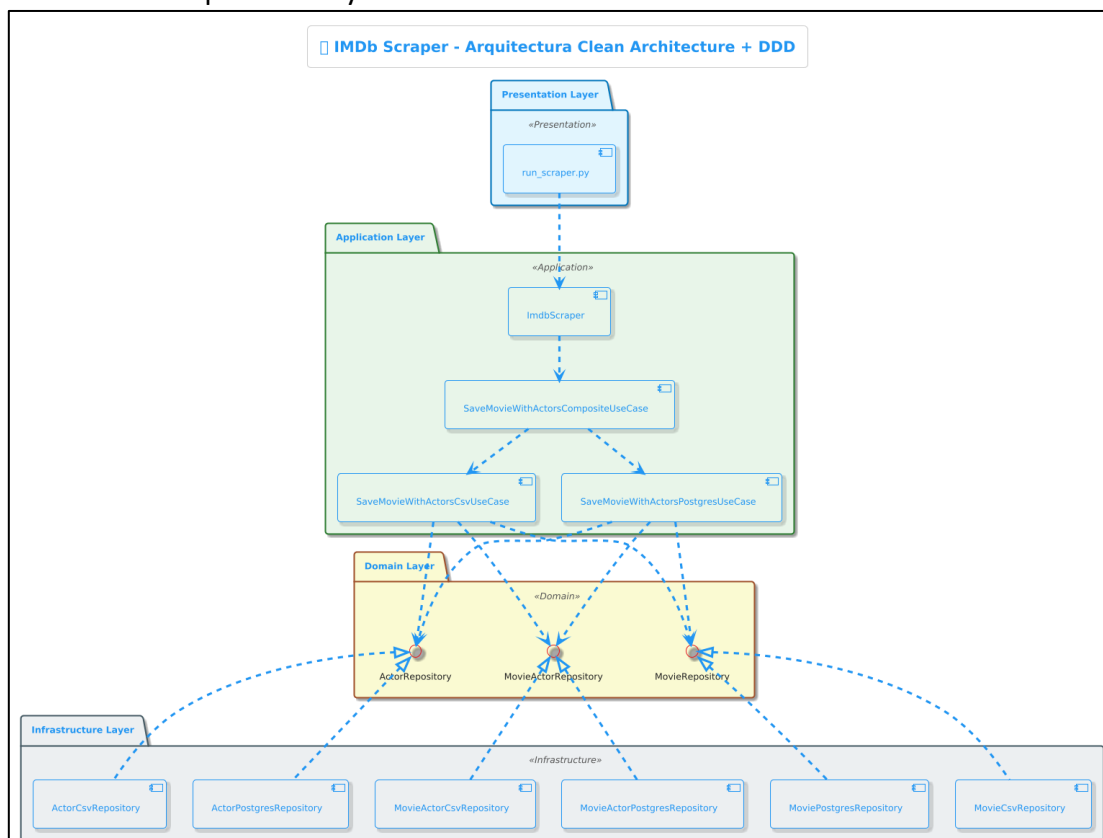 IMDb Scraper - Arquitectura Clean Architecture + DDD
Presentation Layer
«Presentation»
run_scraper.py
Application Layer
«Application»
ImdbScraper
SaveMovieWithActorsCompositeUseCase
SaveMovieWithActorsCsvUseCase
SaveMovieWithActorsPostgresUseCase
Domain Layer
«Domain»
ActorRepository
MovieActorRepository
MovieRepository
Infrastructure Layer
«Infrastructure»
ActorCsvRepository
ActorPostgresRepository
MovieActorCsvRepository
MovieActorPostgresRepository
MoviePostgresRepository
MovieCsvRepository